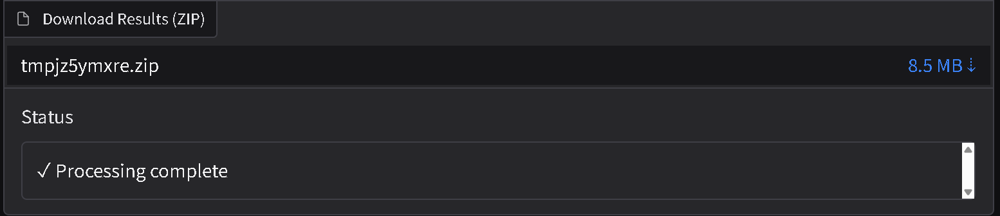 Download Results (ZIP)
tmpjz5ymxre.zip
8.5 MB ⇣
Status
✓ Processing complete